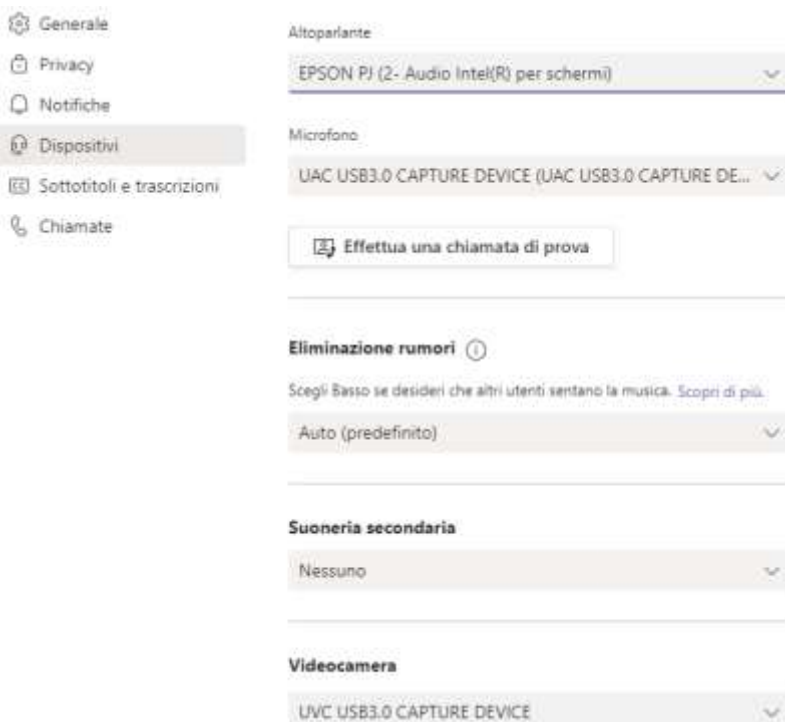 Generale
Privacy
Notifiche
Dispositivi
Sottotitoli e trascrizioni
Chiamate
Altoparlante
EPSON PJ (2- Audio Intel(R) per schermi)
Microfono
UAC USB3.0 CAPTURE DEVICE (UAC USB3.0 CAPTURE DE...
Effettua una chiamata di prova
Eliminazione rumori
Scegli Basso se desideri che altri utenti sentano la musica. Scopri di più.
Auto (predefinito)
Suoneria secondaria
Nessuno
Videocamera
UVC USB3.0 CAPTURE DEVICE